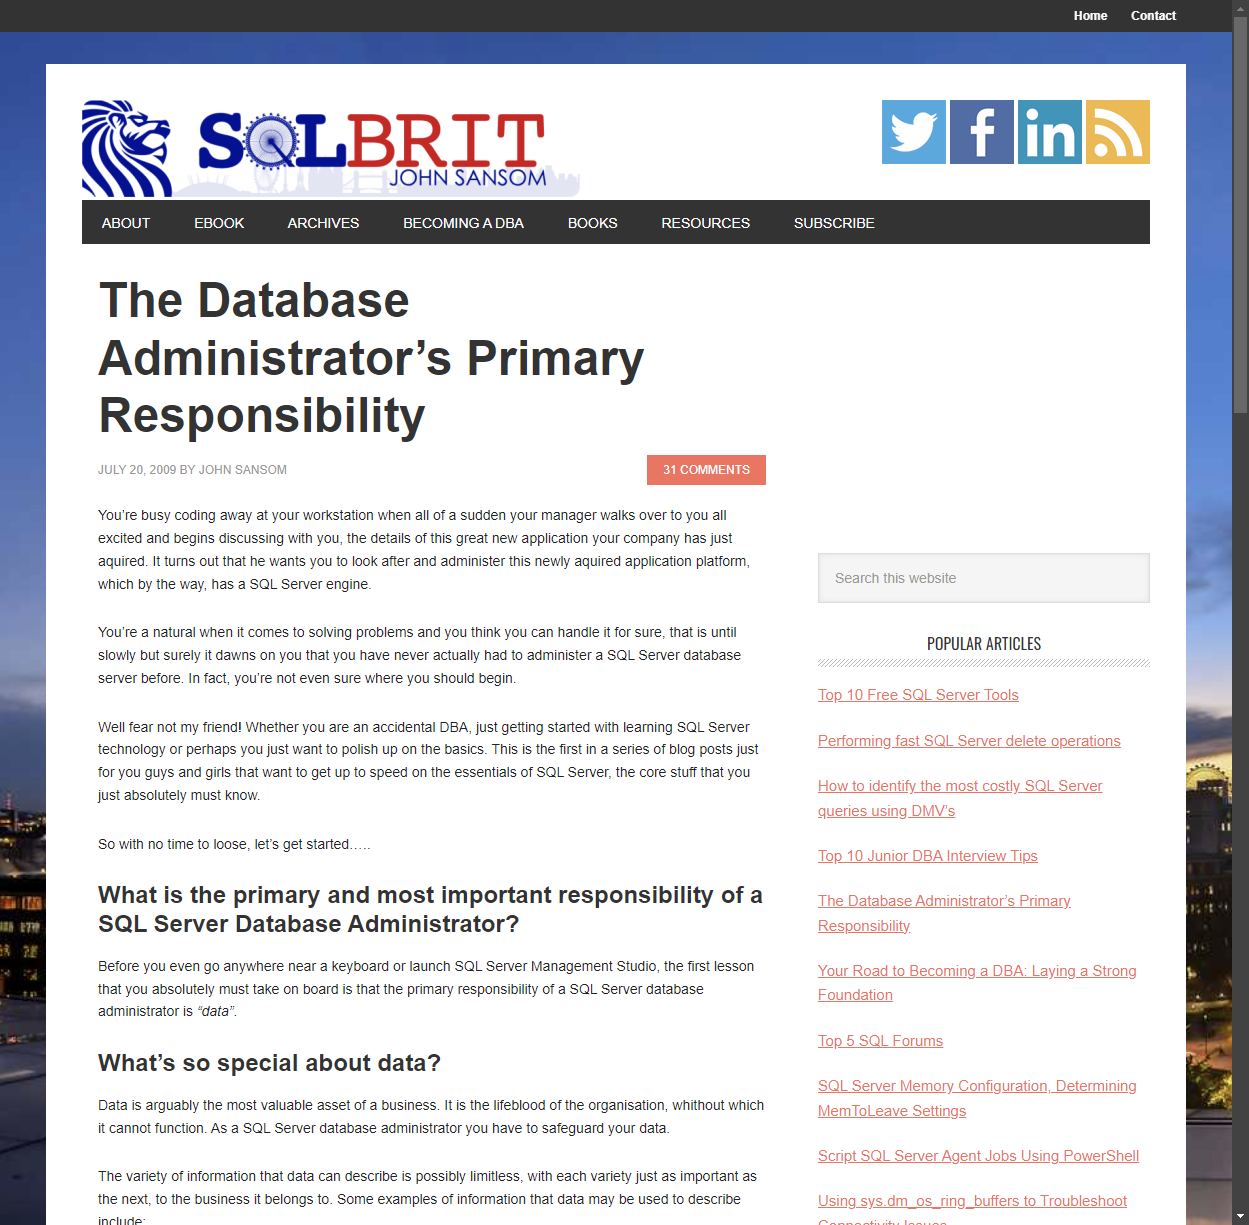 Home Contact
SQLBRIT
JOHN SANSOM
ABOUT EBOOK ARCHIVES BECOMING A DBA BOOKS RESOURCES SUBSCRIBE
The Database
Administrator’s Primary
Responsibility
JULY 20, 2009 BY JOHN SANSOM
31 COMMENTS
You’re busy coding away at your workstation when all of a sudden your manager walks over to you all
excited and begins discussing with you, the details of this great new application your company has just
aquired. It turns out that he wants you to look after and administer this newly aquired application platform,
which by the way, has a SQL Server engine.
You’re a natural when it comes to solving problems and you think you can handle it for sure, that is until
slowly but surely it dawns on you that you have never actually had to administer a SQL Server database
server before. In fact, you’re not even sure where you should begin.
Well fear not my friend! Whether you are an accidental DBA, just getting started with learning SQL Server
technology or perhaps you just want to polish up on the basics. This is the first in a series of blog posts just
for you guys and girls that want to get up to speed on the essentials of SQL Server, the core stuff that you
just absolutely must know.
So with no time to loose, let’s get started…..
What is the primary and most important responsibility of a
SQL Server Database Administrator?
Before you even go anywhere near a keyboard or launch SQL Server Management Studio, the first lesson
that you absolutely must take on board is that the primary responsibility of a SQL Server database
administrator is “data”.
What’s so special about data?
Data is arguably the most valuable asset of a business. It is the lifeblood of the organisation, whithout which
it cannot function. As a SQL Server database administrator you have to safeguard your data.
The variety of information that data can describe is possibly limitless, with each variety just as important as
the next, to the business it belongs to. Some examples of information that data may be used to describe
include:
Search this website
POPULAR ARTICLES
Top 10 Free SQL Server Tools
Performing fast SQL Server delete operations
How to identify the most costly SQL Server
queries using DMV’s
Top 10 Junior DBA Interview Tips
The Database Administrator’s Primary
Responsibility
Your Road to Becoming a DBA: Laying a Strong
Foundation
Top 5 SQL Forums
SQL Server Memory Configuration, Determining
MemToLeave Settings
Script SQL Server Agent Jobs Using PowerShell
Using sys.dm_os_ring_buffers to Troubleshoot
Connectivity Issues